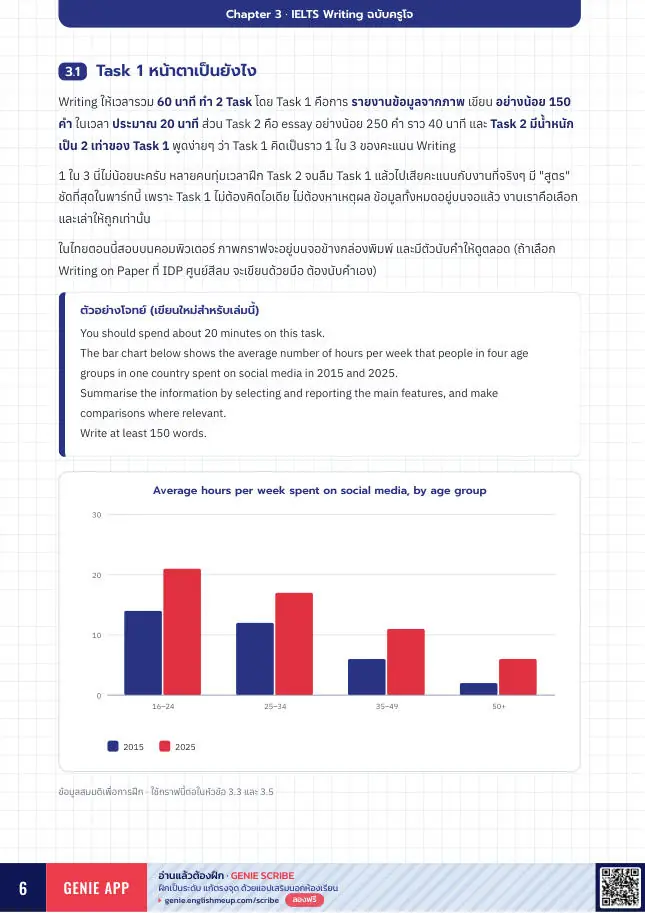 Chapter 3 · IELTS Writing ฉบับครูโจ
3.1 Task 1 หน้าตาเป็นยังไง
Writing ให้เวลารวม 60 นาที ทำ 2 Task โดย Task 1 คือการ รายงานข้อมูลจากภาพ เขียน อย่างน้อย 150
คำ ในเวลา ประมาณ 20 นาที ส่วน Task 2 คือ essay อย่างน้อย 250 คำ ราว 40 นาที และ Task 2 มีน้ำหนัก
เป็น 2 เท่าของ Task 1 พูดง่ายๆ ว่า Task 1 คิดเป็นราว 1 ใน 3 ของคะแนน Writing
1 ใน 3 นี่ไม่น้อยนะครับ หลายคนทุ่มเวลาฝึก Task 2 จนลืม Task 1 แล้วไปเสียคะแนนกับงานที่จริงๆ มี "สูตร"
ชัดที่สุดในพาร์ทนี้ เพราะ Task 1 ไม่ต้องคิดไอเดีย ไม่ต้องหาเหตุผล ข้อมูลทั้งหมดอยู่บนจอแล้ว งานเราคือเลือก
และเล่าให้ถูกเท่านั้น
ในไทยตอนนี้สอบบนคอมพิวเตอร์ ภาพกราฟจะอยู่บนจอข้างกล่องพิมพ์ และมีตัวนับคำให้ดูตลอด (ถ้าเลือก
Writing on Paper ที่ IDP ศูนย์สีลม จะเขียนด้วยมือ ต้องนับคำเอง)
ตัวอย่างโจทย์ (เขียนใหม่สำหรับเล่มนี้)
You should spend about 20 minutes on this task.
The bar chart below shows the average number of hours per week that people in four age
groups in one country spent on social media in 2015 and 2025.
Summarise the information by selecting and reporting the main features, and make
comparisons where relevant.
Write at least 150 words.
Average hours per week spent on social media, by age group
30
20
10
0
16–24 25–34 35–49 50+
2015 2025
ข้อมูลสมมติเพื่อการฝึก · ใช้กราฟนี้ต่อในหัวข้อ 3.3 และ 3.5
6 GENIE APP
อ่านแล้วต้องฝึก · GENIE SCRIBE
ฝึกเป็นระดับ แก้ตรงจุด ด้วยแอปเสริมนอกห้องเรียน
genie.englishmeup.com/scribe ลองฟรี